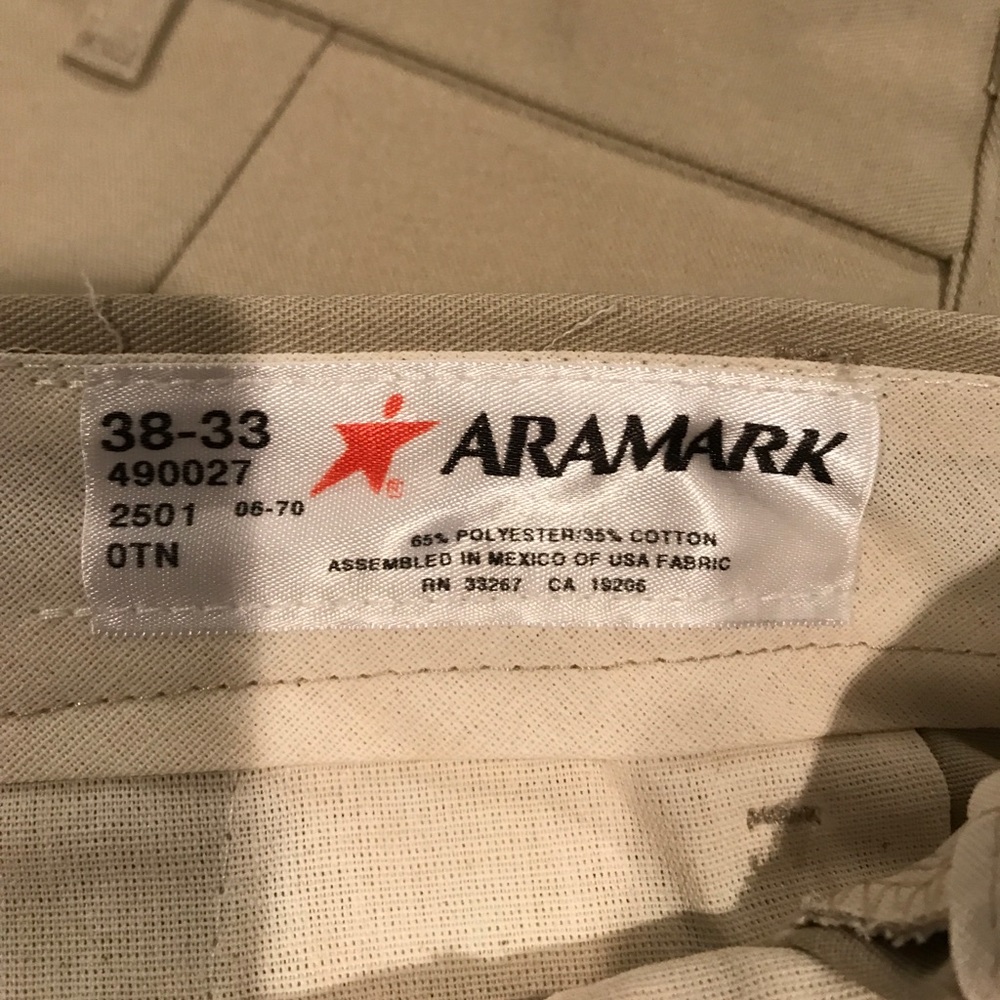 38-33
490027
2501 06-70
0TN
ARAMARK
®
65% POLYESTER/35% COTTON
ASSEMBLED IN MEXICO OF USA FABRIC
RN 33267 CA 19206